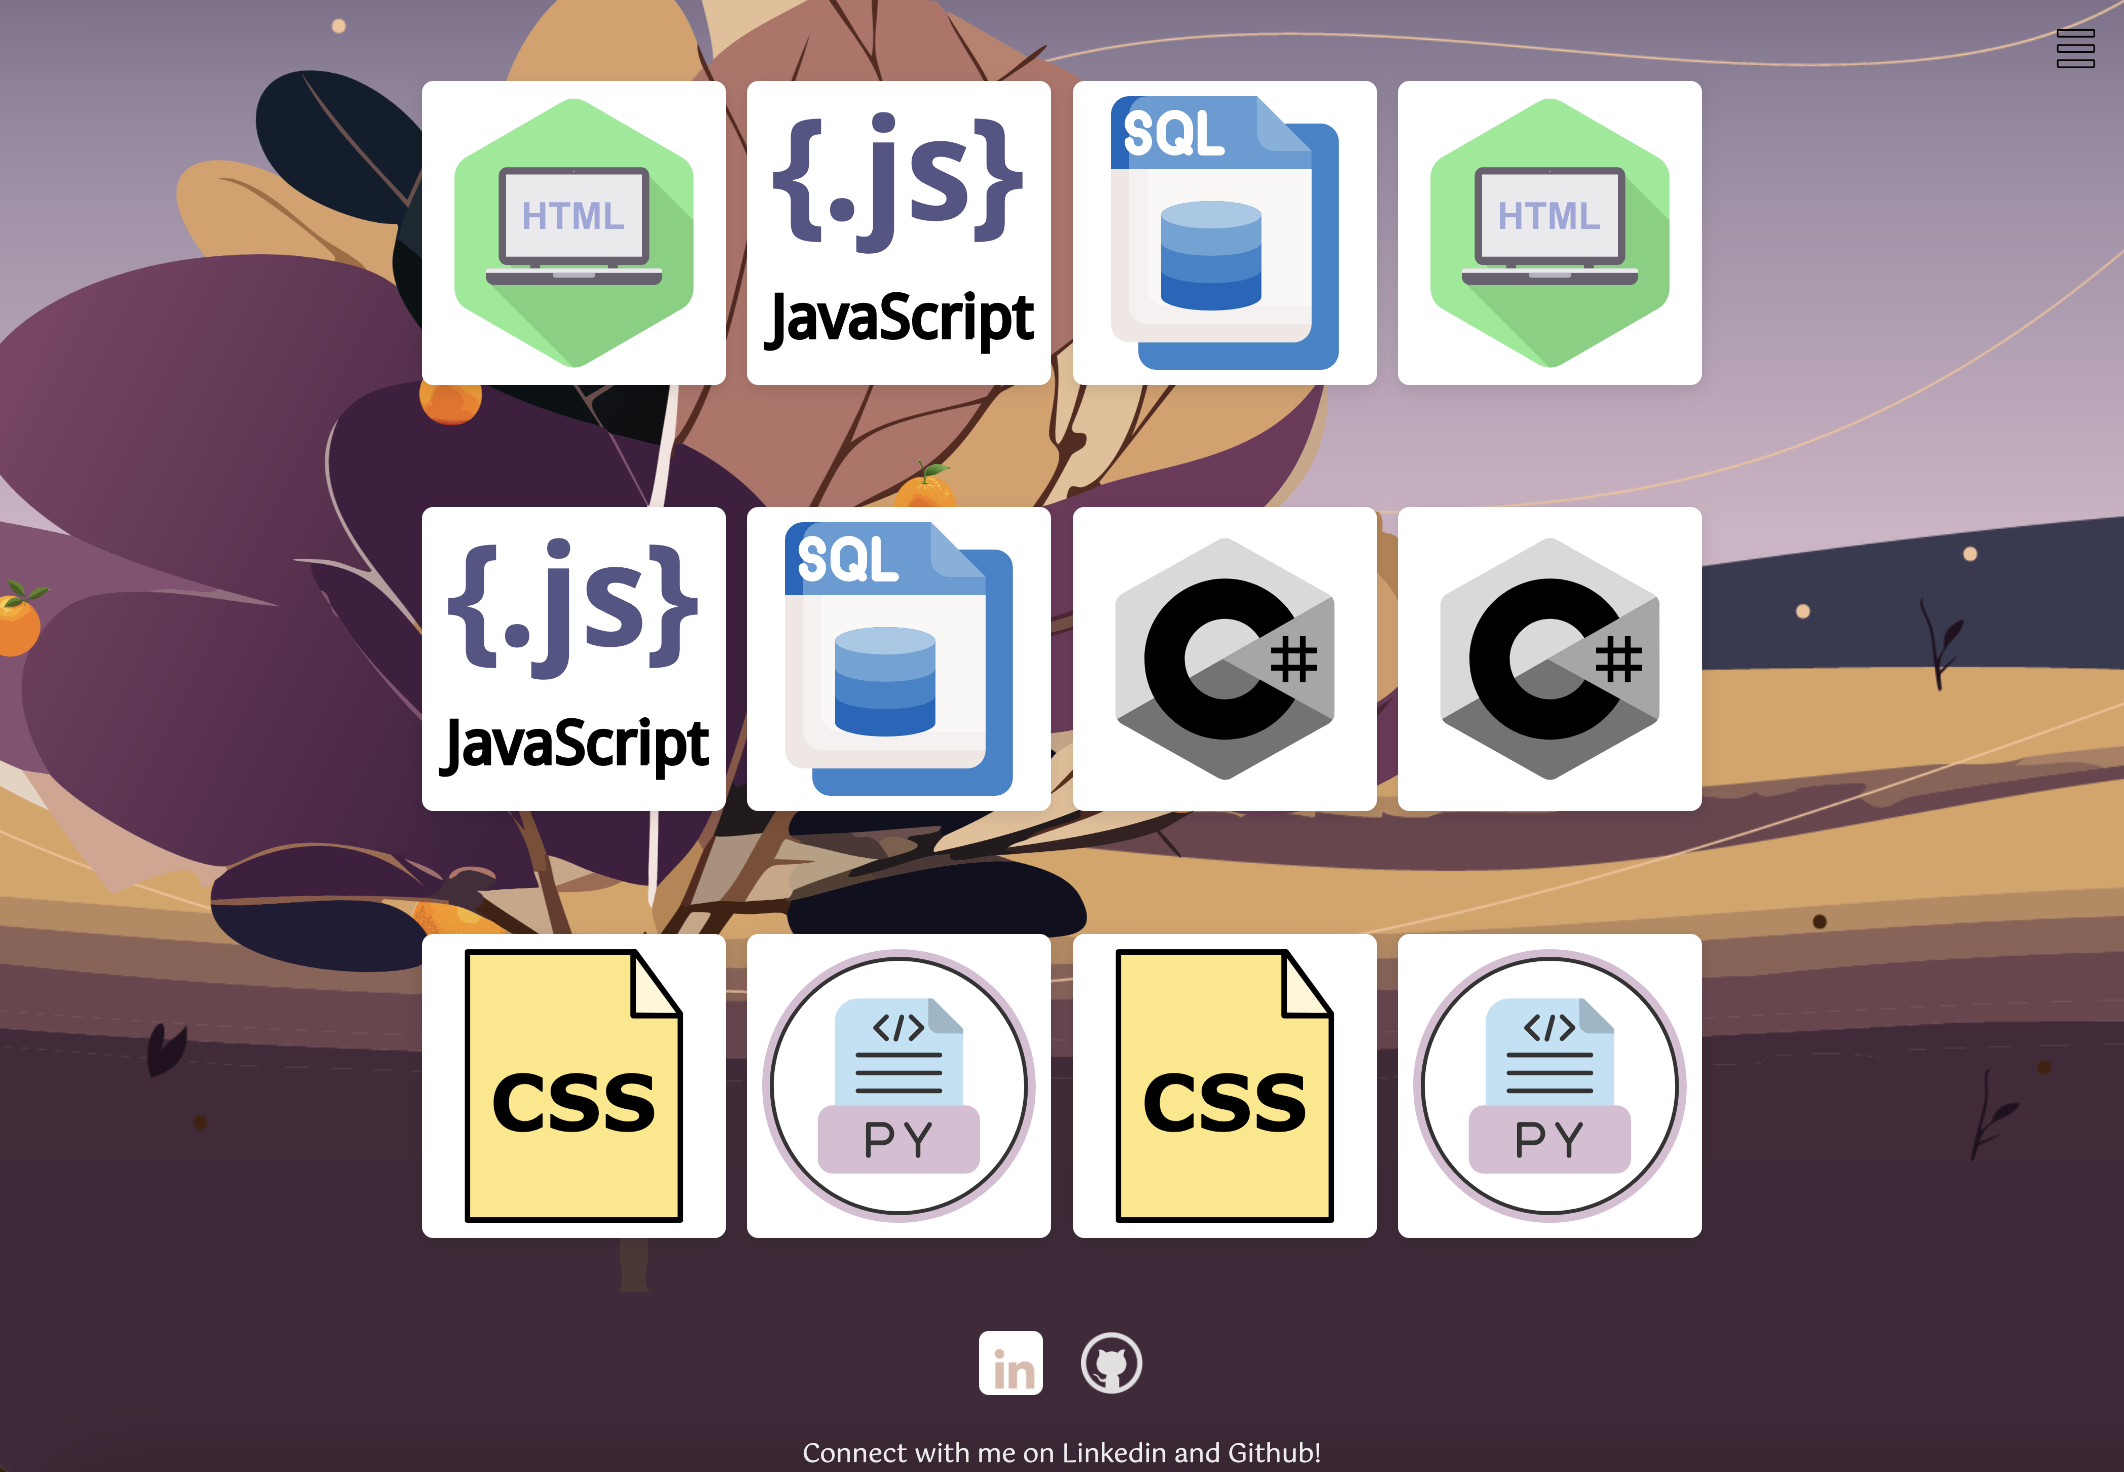 HTML
{.js}
JavaScript
SQL
HTML
{.js}
JavaScript
SQL
C#
C#
CSS
</>
PY
CSS
</>
PY
in
Connect with me on Linkedin and Github!